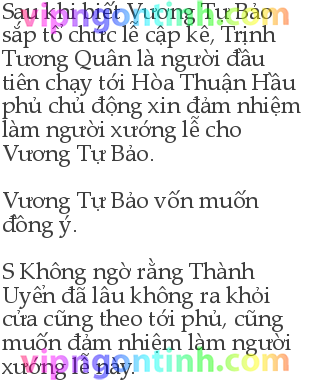 Sau khi biết Vương Tự Bảo
sắp tổ chức lễ cập kê, Trịnh
Tương Quân là người đầu
tiên chạy tới Hòa Thuận Hầu
phủ chủ động xin đảm nhiệm
làm người xướng lễ cho
Vương Tự Bảo.
Vương Tự Bảo vốn muốn
đồng ý.
S Không ngờ rằng Thành
Uyển đã lâu không ra khỏi
cửa cũng theo tới phủ, cũng
muốn đảm nhiệm làm người
xướng lễ này.
vipngontinh.com